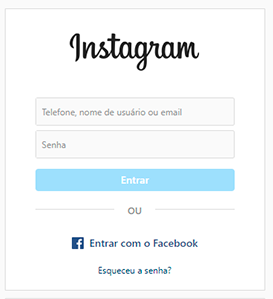 Instagram
Telefone, nome de usuário ou email
Senha
Entrar
OU
Entrar com o Facebook
Esqueceu a senha?